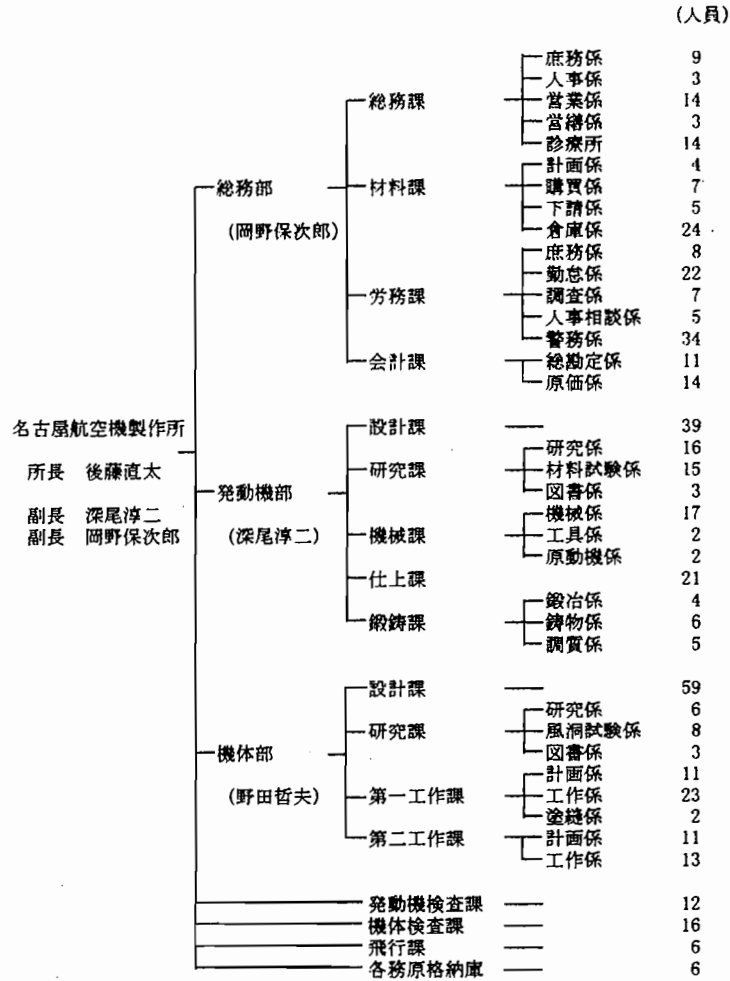 (人員)
庶務係 9
人事係 3
総務課 営業係 14
営繕係 3
診療所 14
計画係 4
総務部 材料課 購買係 7
下請係 5
(岡野保次郎) 倉庫係 24
庶務係 8
勤怠係 22
労務課 調査係 7
人事相談係 5
警務係 34
会計課 総勘定係 11
原価係 14
名古屋航空機製作所 設計課 39
研究係 16
所長 後藤直太 研究課 材料試験係 15
発動機部 図書係 3
副長 深尾淳二 機械係 17
副長 岡野保次郎 (深尾淳二) 機械課 工具係 2
原動機係 2
仕上課 21
鍛冶係 4
鍛鋳課 鋳物係 6
調質係 5
設計課 59
研究係 6
研究課 風洞試験係 8
機体部 図書係 3
計画係 11
(野田哲夫) 第一工作課 工作係 23
塗縫係 2
第二工作課 計画係 11
工作係 13
発動機検査課 12
機体検査課 16
飛行課 6
各務原格納庫 6